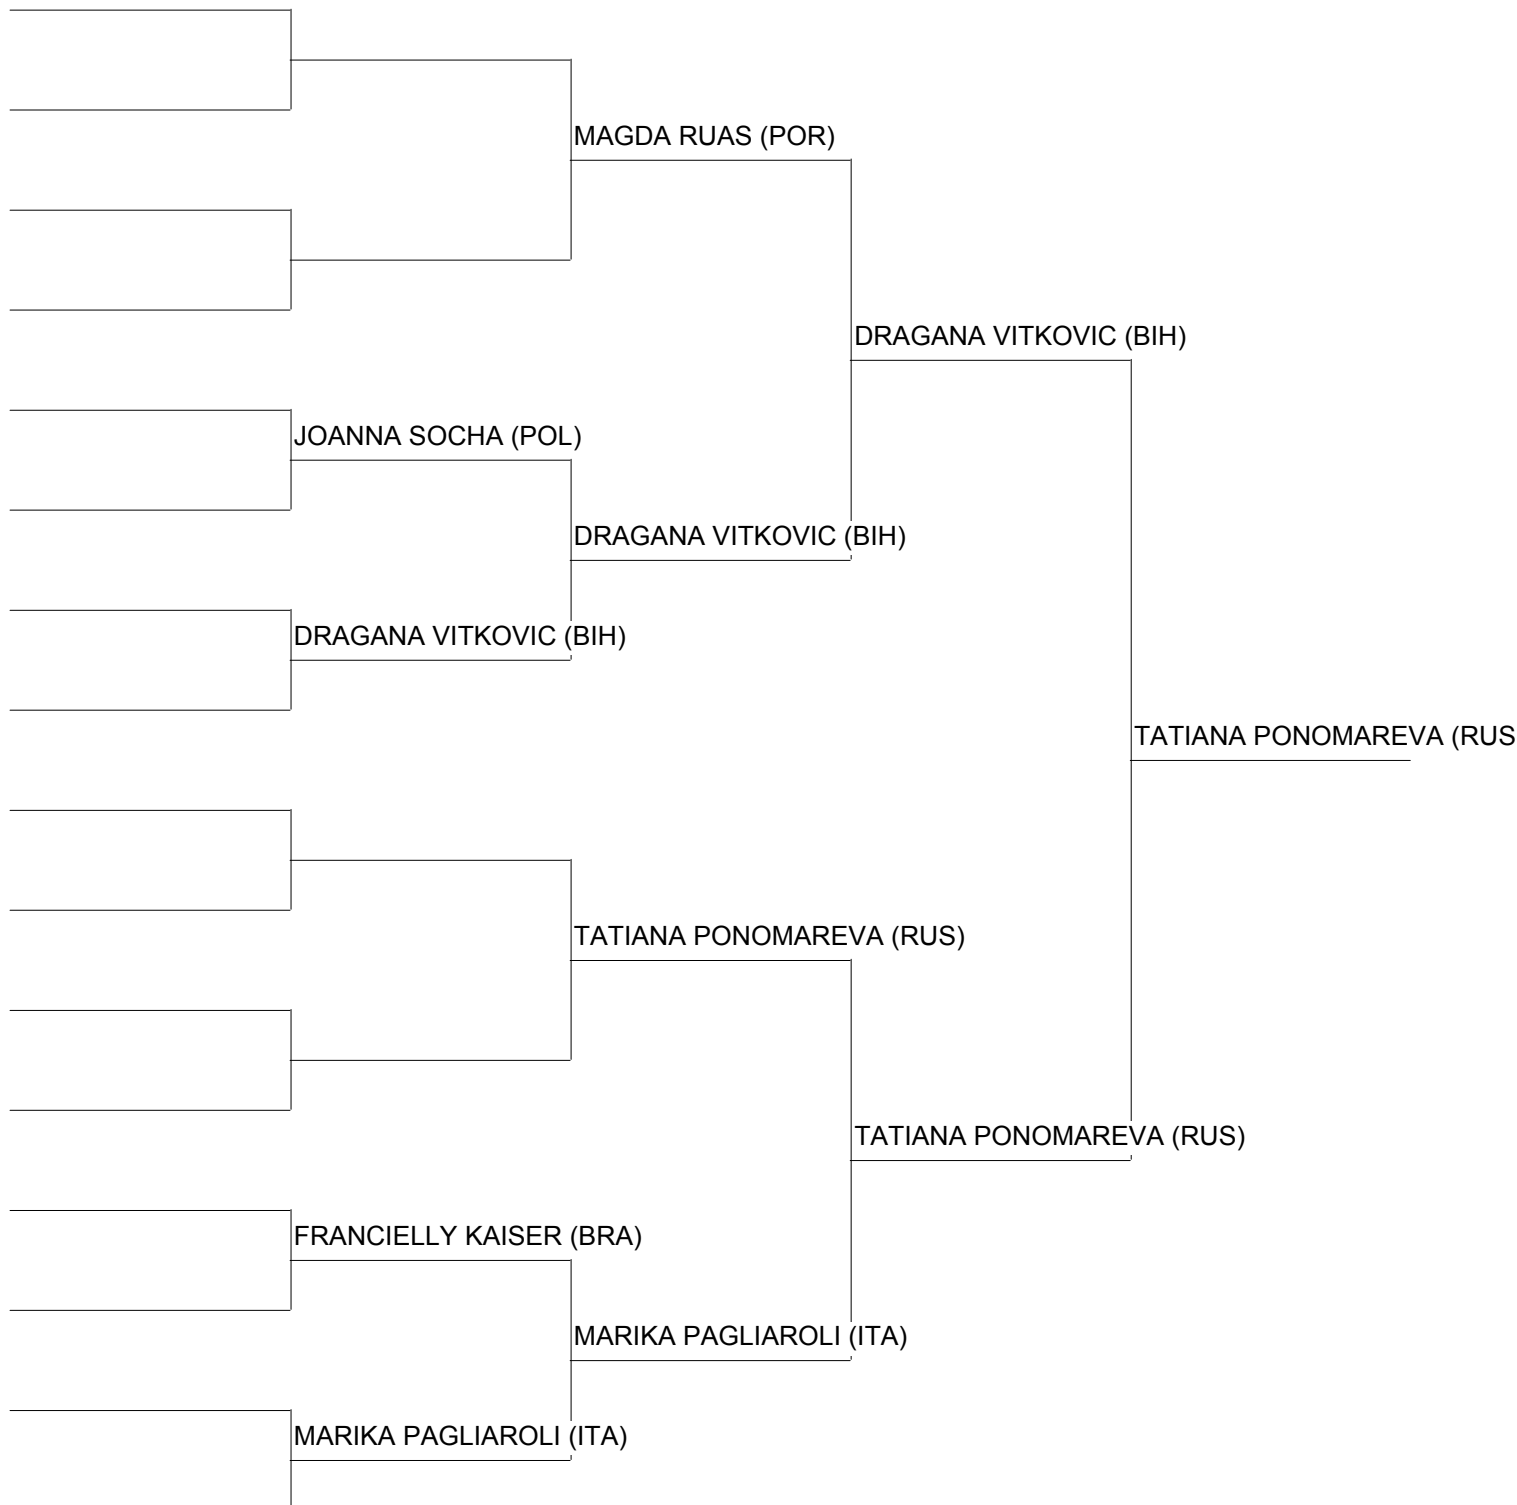 MAGDA RUAS (POR)
DRAGANA VITKOVIC (BIH)
JOANNA SOCHA (POL)
DRAGANA VITKOVIC (BIH)
DRAGANA VITKOVIC (BIH)
TATIANA PONOMAREVA (RUS
TATIANA PONOMAREVA (RUS)
TATIANA PONOMAREVA (RUS)
FRANCIELLY KAISER (BRA)
MARIKA PAGLIAROLI (ITA)
MARIKA PAGLIAROLI (ITA)